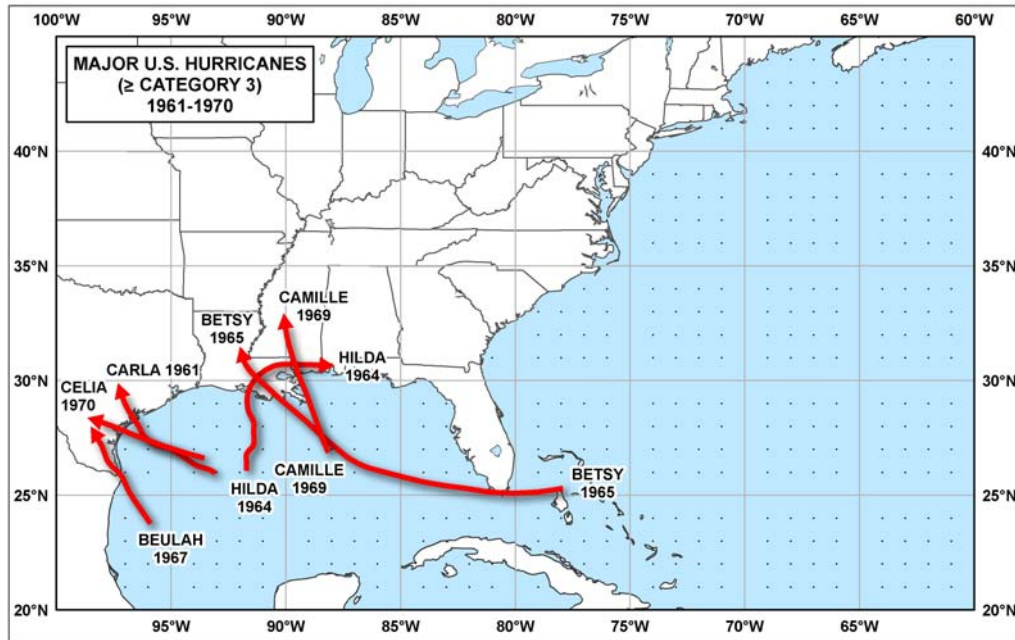 100°W 95°W 90°W 85°W 80°W 75°W 70°W 65°W 60°W
MAJOR U.S. HURRICANES
(≥ CATEGORY 3)
1961-1970
40°N 40°N
35°N 35°N
CAMILLE
1969
BETSY
1965
HILDA
1964
30°N 30°N
CARLA 1961
CELIA
1970
CAMILLE
1969
HILDA
1964
BETSY
1965
25°N 25°N
BEULAH
1967
20°N 20°N
95°W 90°W 85°W 80°W 75°W 70°W 65°W